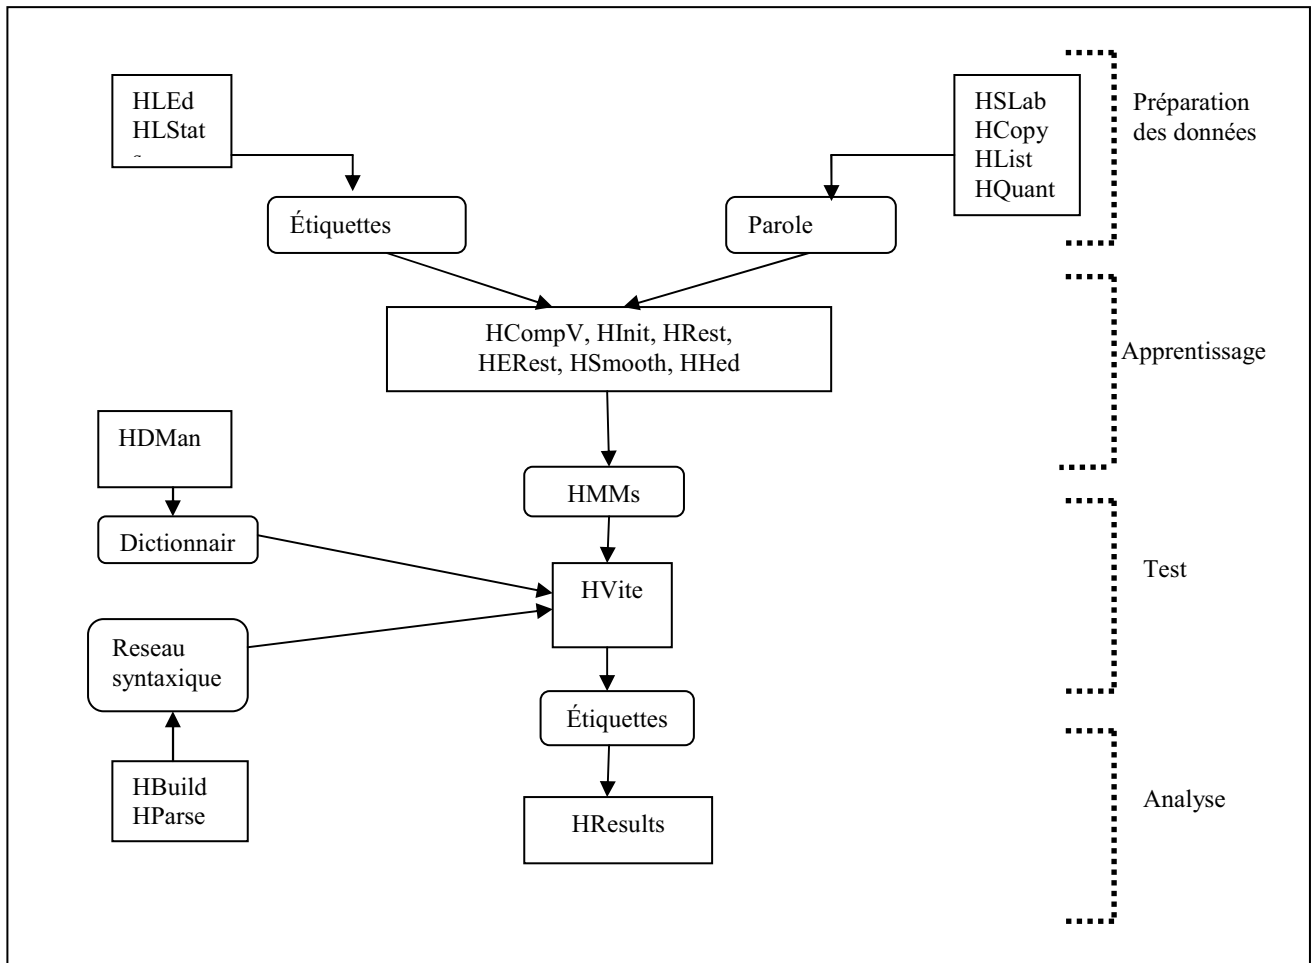 HLEd
HLStat
HSLab
HCopy
HList
HQuant
Préparation
des données
Étiquettes
Parole
HCompV, HInit, HRest,
HERest, HSmooth, HHed
Apprentissage
HDMan
HMMs
Dictionnair
HVite
Test
Reseau
syntaxique
Étiquettes
HBuild
HParse
HResults
Analyse